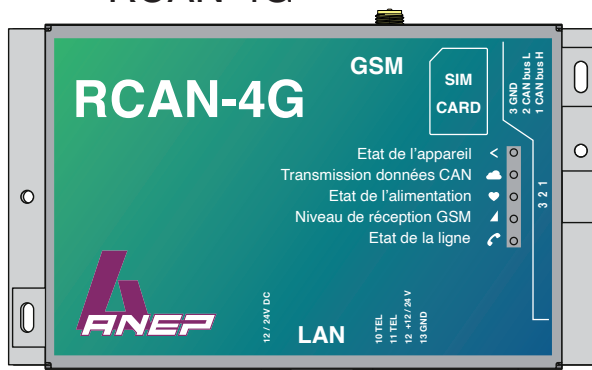 RCAN-4G
GSM
RCAN-4G
SIM
CARD
3 GND
2 CAN bus L
1 CAN bus H
Etat de l'appareil
Transmission données CAN
Etat de l'alimentation
Niveau de réception GSM
Etat de la ligne
3 2 1
ANEP
12 / 24V DC
LAN
10 TEL
11 TEL
12 +12 / 24 V
13 GND